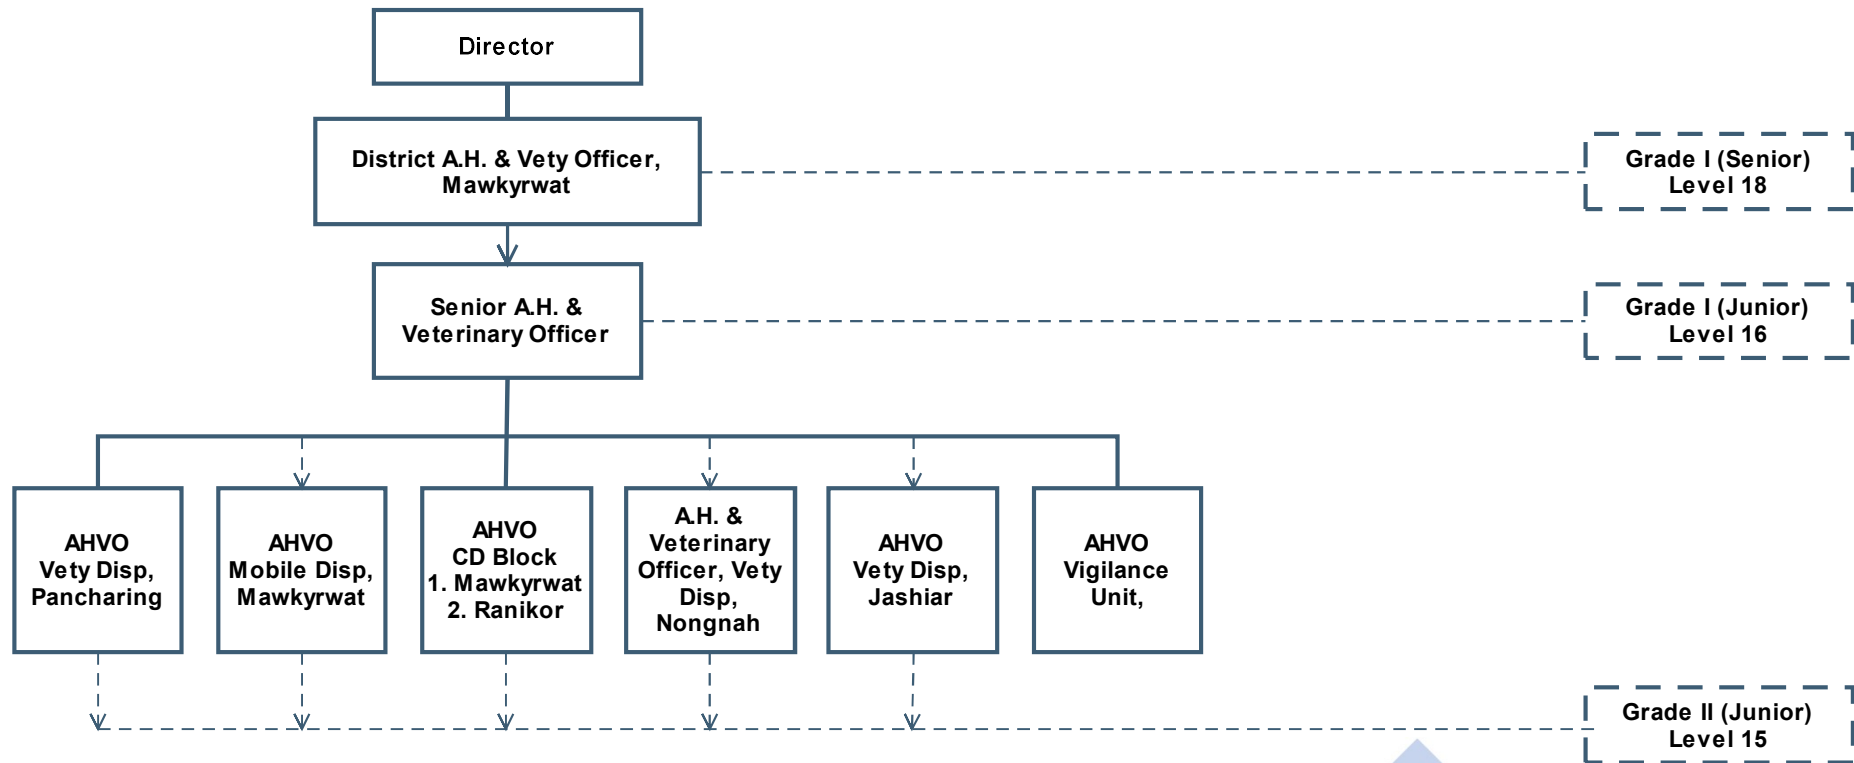 Director
District A.H. & Vety Officer,
Mawkyrwat
Grade I (Senior)
Level 18
Senior A.H. &
Veterinary Officer
Grade I (Junior)
Level 16
AHVO
Vety Disp,
Pancharing
AHVO
Mobile Disp,
Mawkyrwat
AHVO
CD Block
1. Mawkyrwat
2. Ranikor
A.H. &
Veterinary
Officer, Vety
Disp,
Nongnah
AHVO
Vety Disp,
Jashiar
AHVO
Vigilance
Unit,
Grade II (Junior)
Level 15